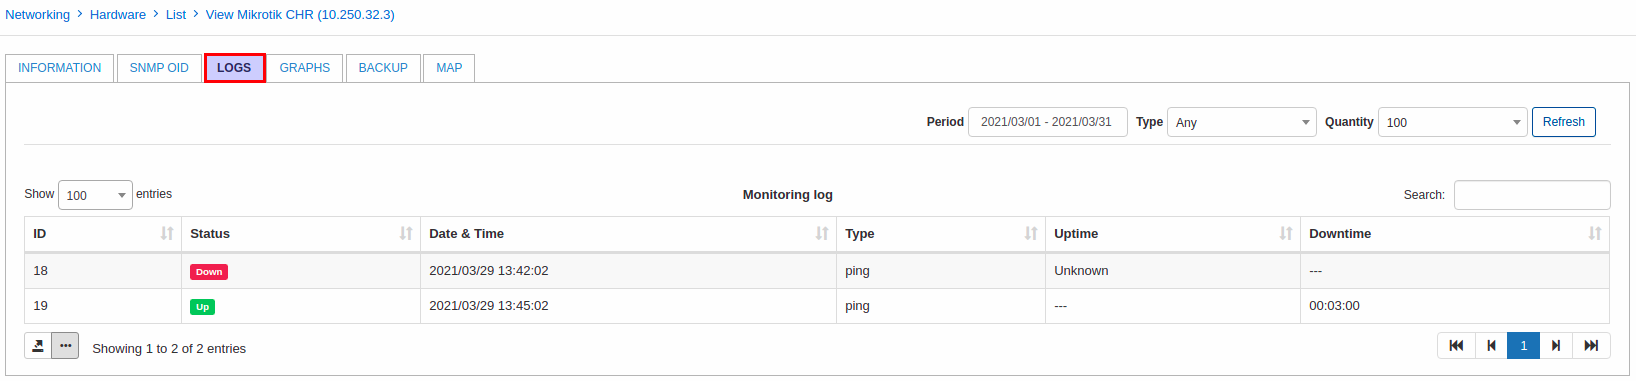 Networking > Hardware > List > View Mikrotik CHR (10.250.32.3)
INFORMATION SNMP OID LOGS GRAPHS BACKUP MAP
Period 2021/03/01 - 2021/03/31 Type Any Quantity 100 Refresh
Show 100 entries Monitoring log Search:
ID Status Date & Time Type Uptime Downtime
18 Down 2021/03/29 13:42:02 ping Unknown ---
19 Up 2021/03/29 13:45:02 ping --- 00:03:00
Showing 1 to 2 of 2 entries 1